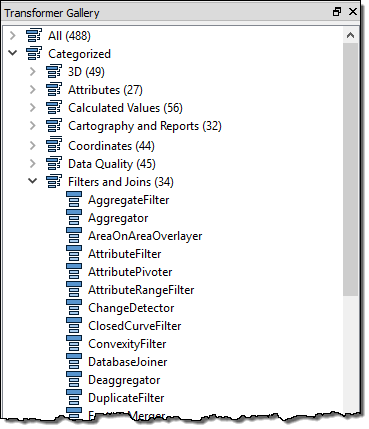 Transformer Gallery
All (488)
Categorized
3D (49)
Attributes (27)
Calculated Values (56)
Cartography and Reports (32)
Coordinates (44)
Data Quality (45)
Filters and Joins (34)
AggregateFilter
Aggregator
AreaOnAreaOverlayer
AttributeFilter
AttributePivoter
AttributeRangeFilter
ChangeDetector
ClosedCurveFilter
ConvexityFilter
DatabaseJoiner
Deaggregator
DuplicateFilter